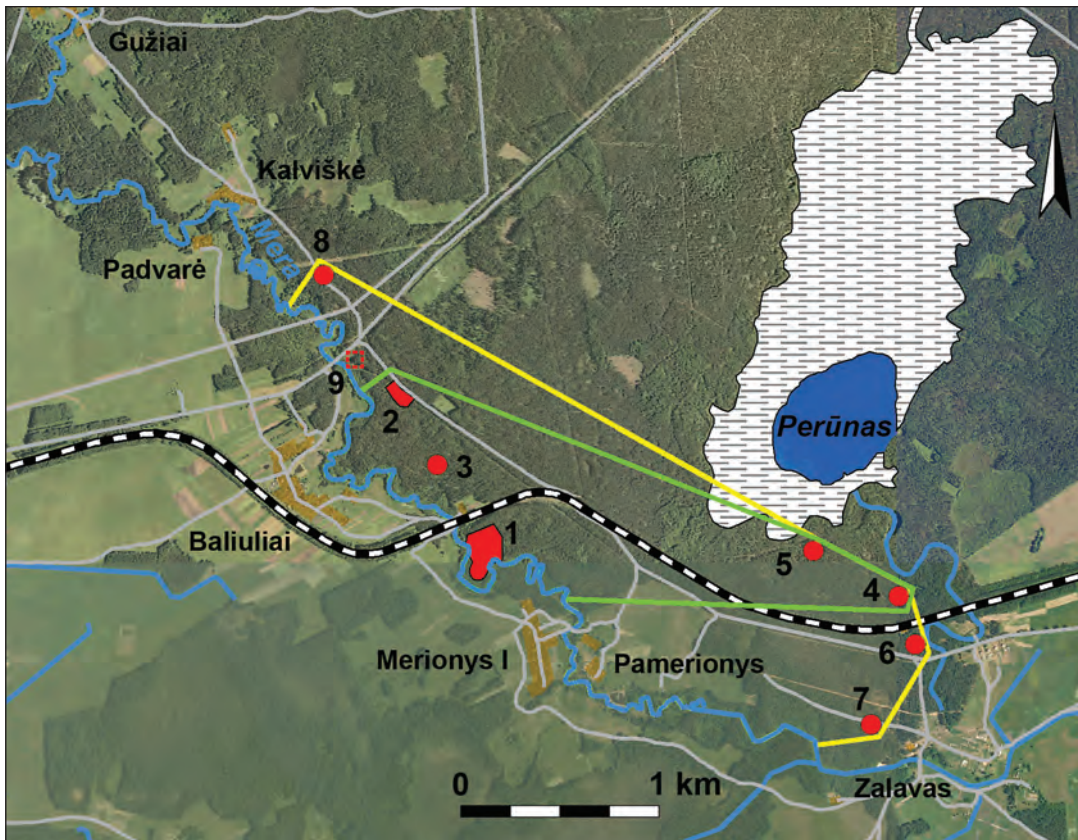 Gužiai
Kalviškė
Mera
8
Padvarė
9
2
Perūnas
3
Baliuliai
1
5
4
6
Merionys I
Pamerionys
7
0
1 km
Zalavas